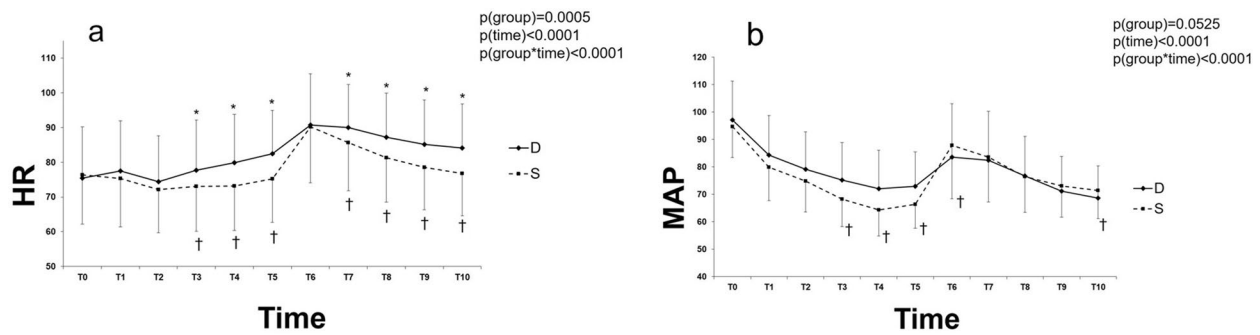 a
p(group)=0.0005
p(time)<0.0001
p(group*time)<0.0001
HR
110
100
90
80
70
60
50
* * * * * * *
† † † † † † †
D
S
T0 T1 T2 T3 T4 T5 T6 T7 T8 T9 T10
Time
b
p(group)=0.0525
p(time)<0.0001
p(group*time)<0.0001
MAP
120
110
100
90
80
70
60
50
40
† † † † †
D
S
T0 T1 T2 T3 T4 T5 T6 T7 T8 T9 T10
Time